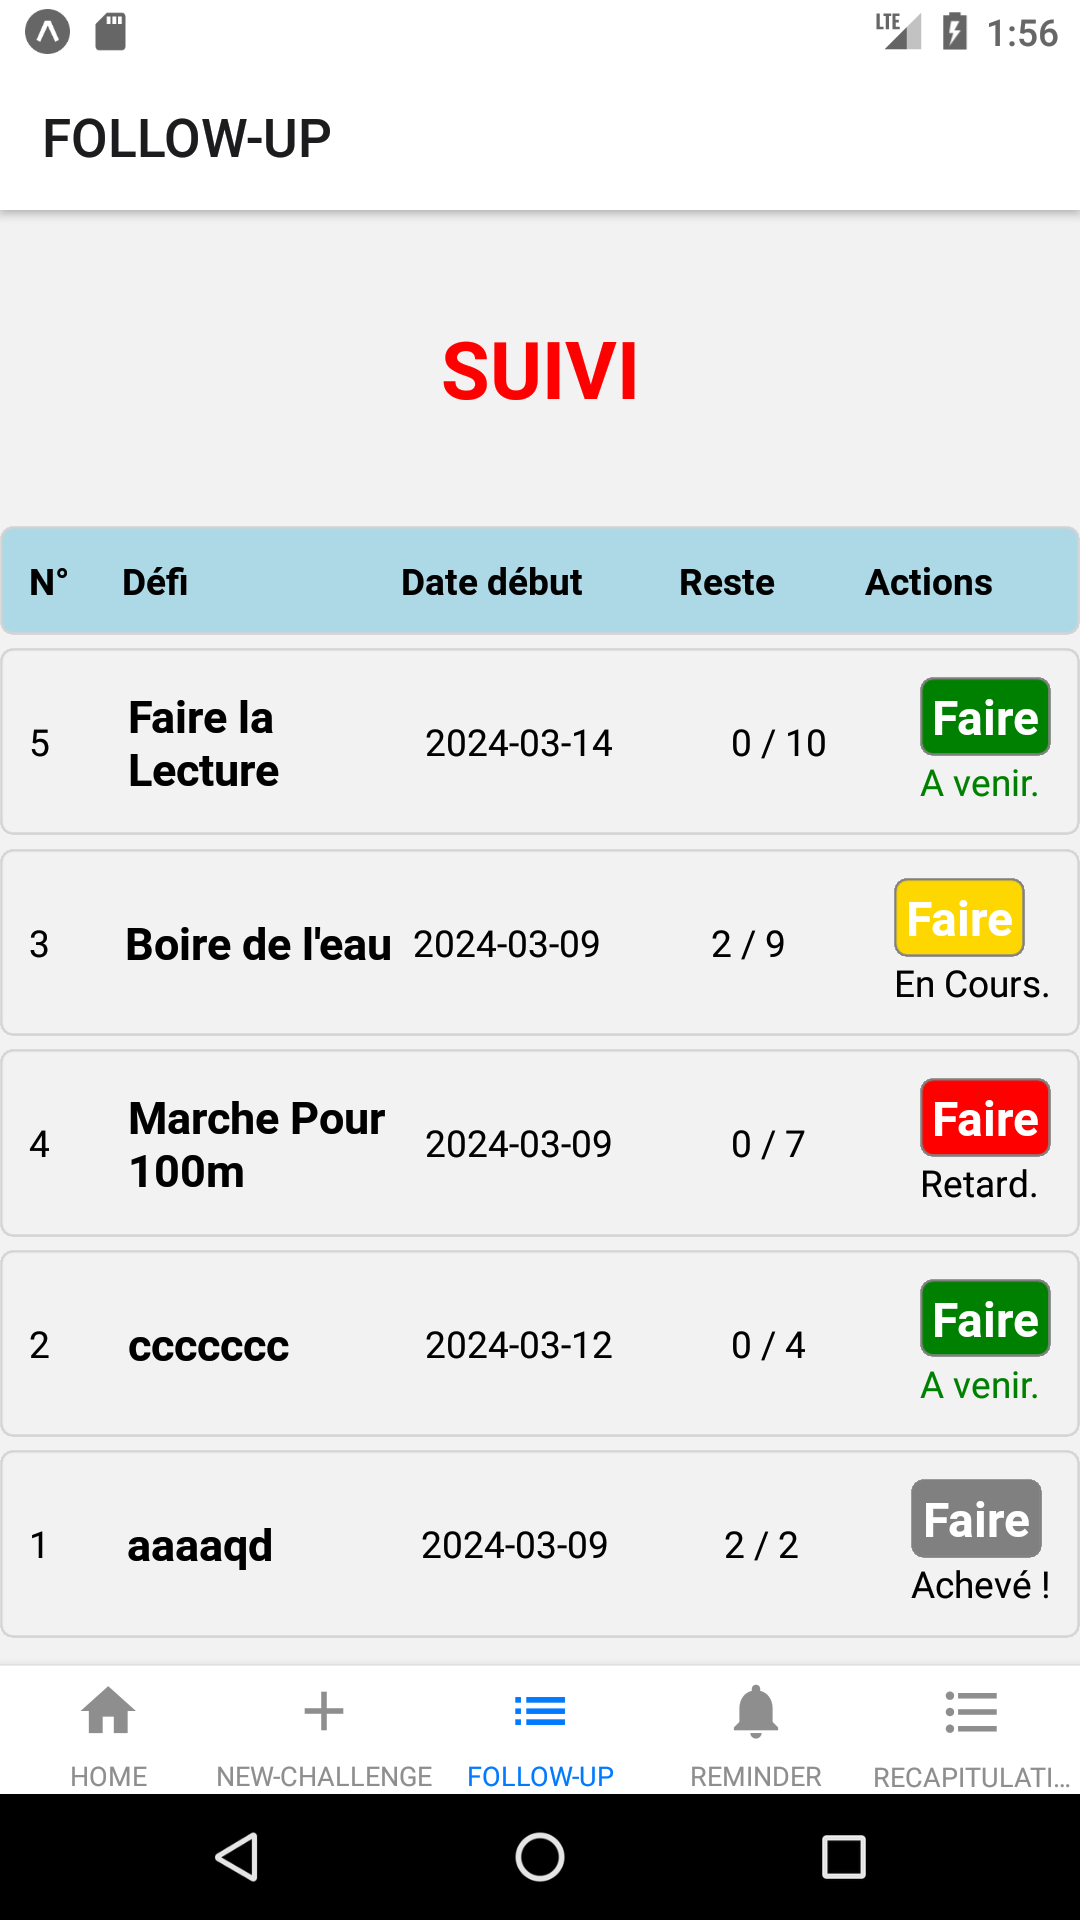 LTE 1:56
FOLLOW-UP
SUIVI
N° Défi Date début Reste Actions
5 Faire la Lecture 2024-03-14 0 / 10 Faire
A venir.
3 Boire de l'eau 2024-03-09 2 / 9 Faire
En Cours.
4 Marche Pour 100m 2024-03-09 0 / 7 Faire
Retard.
2 ccccccc 2024-03-12 0 / 4 Faire
A venir.
1 aaaaqd 2024-03-09 2 / 2 Faire
Achevé !
HOME NEW-CHALLENGE FOLLOW-UP REMINDER RECAPITULATI...